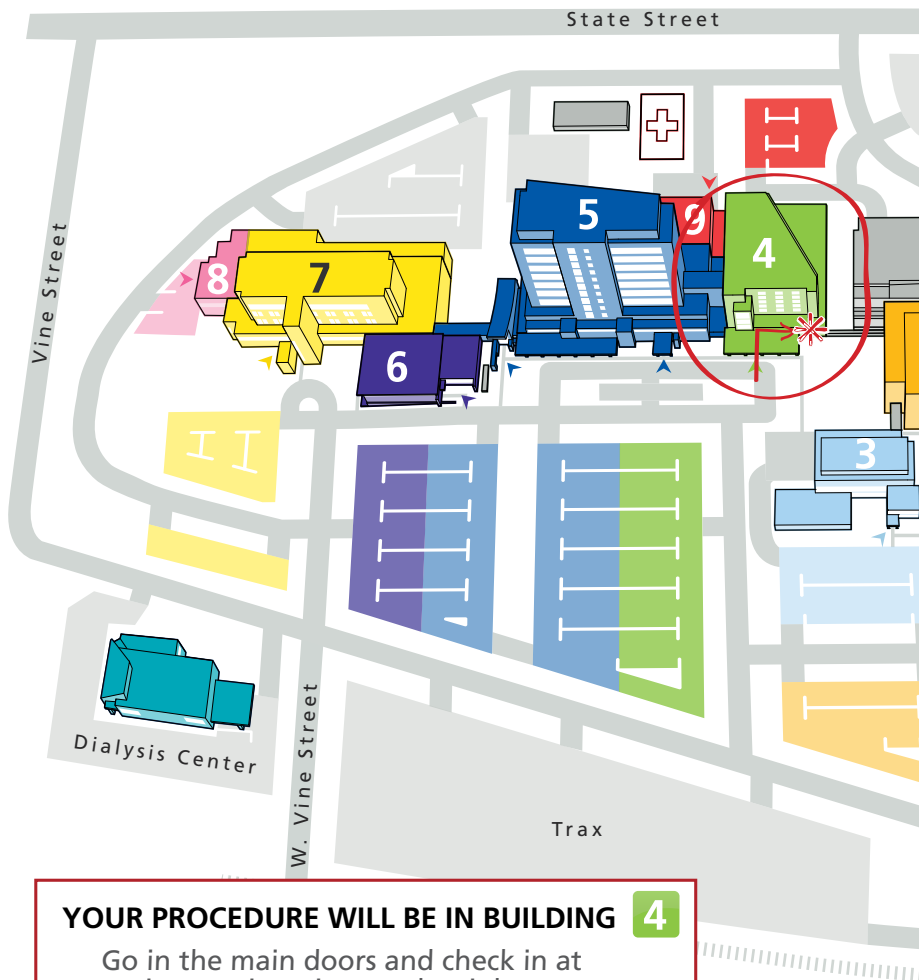 State Street
Vine Street
5
9
4
8
7
6
3
Dialysis Center
W. Vine Street
Trax
YOUR PROCEDURE WILL BE IN BUILDING 4
Go in the main doors and check in at